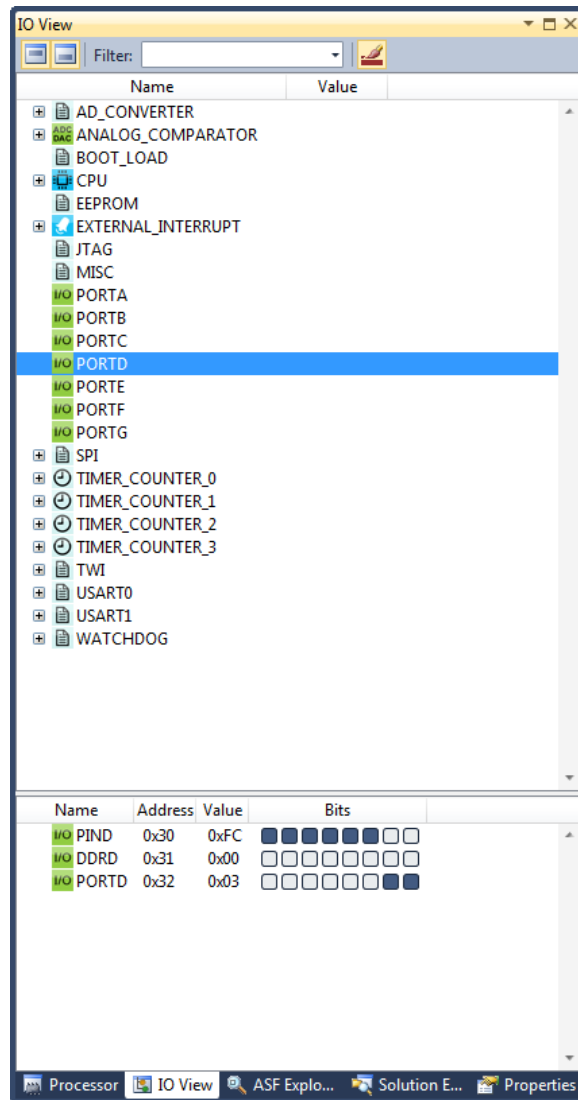 IO View
Filter:
Name Value
AD_CONVERTER
ADC DAC ANALOG_COMPARATOR
BOOT_LOAD
CPU
EEPROM
EXTERNAL_INTERRUPT
JTAG
MISC
I/O PORTA
I/O PORTB
I/O PORTC
I/O PORTD
I/O PORTE
I/O PORTF
I/O PORTG
SPI
TIMER_COUNTER_0
TIMER_COUNTER_1
TIMER_COUNTER_2
TIMER_COUNTER_3
TWI
USART0
USART1
WATCHDOG
Name Address Value Bits
I/O PIND 0x30 0xFC
I/O DDRD 0x31 0x00
I/O PORTD 0x32 0x03
Processor IO View ASF Explo... Solution E... Properties